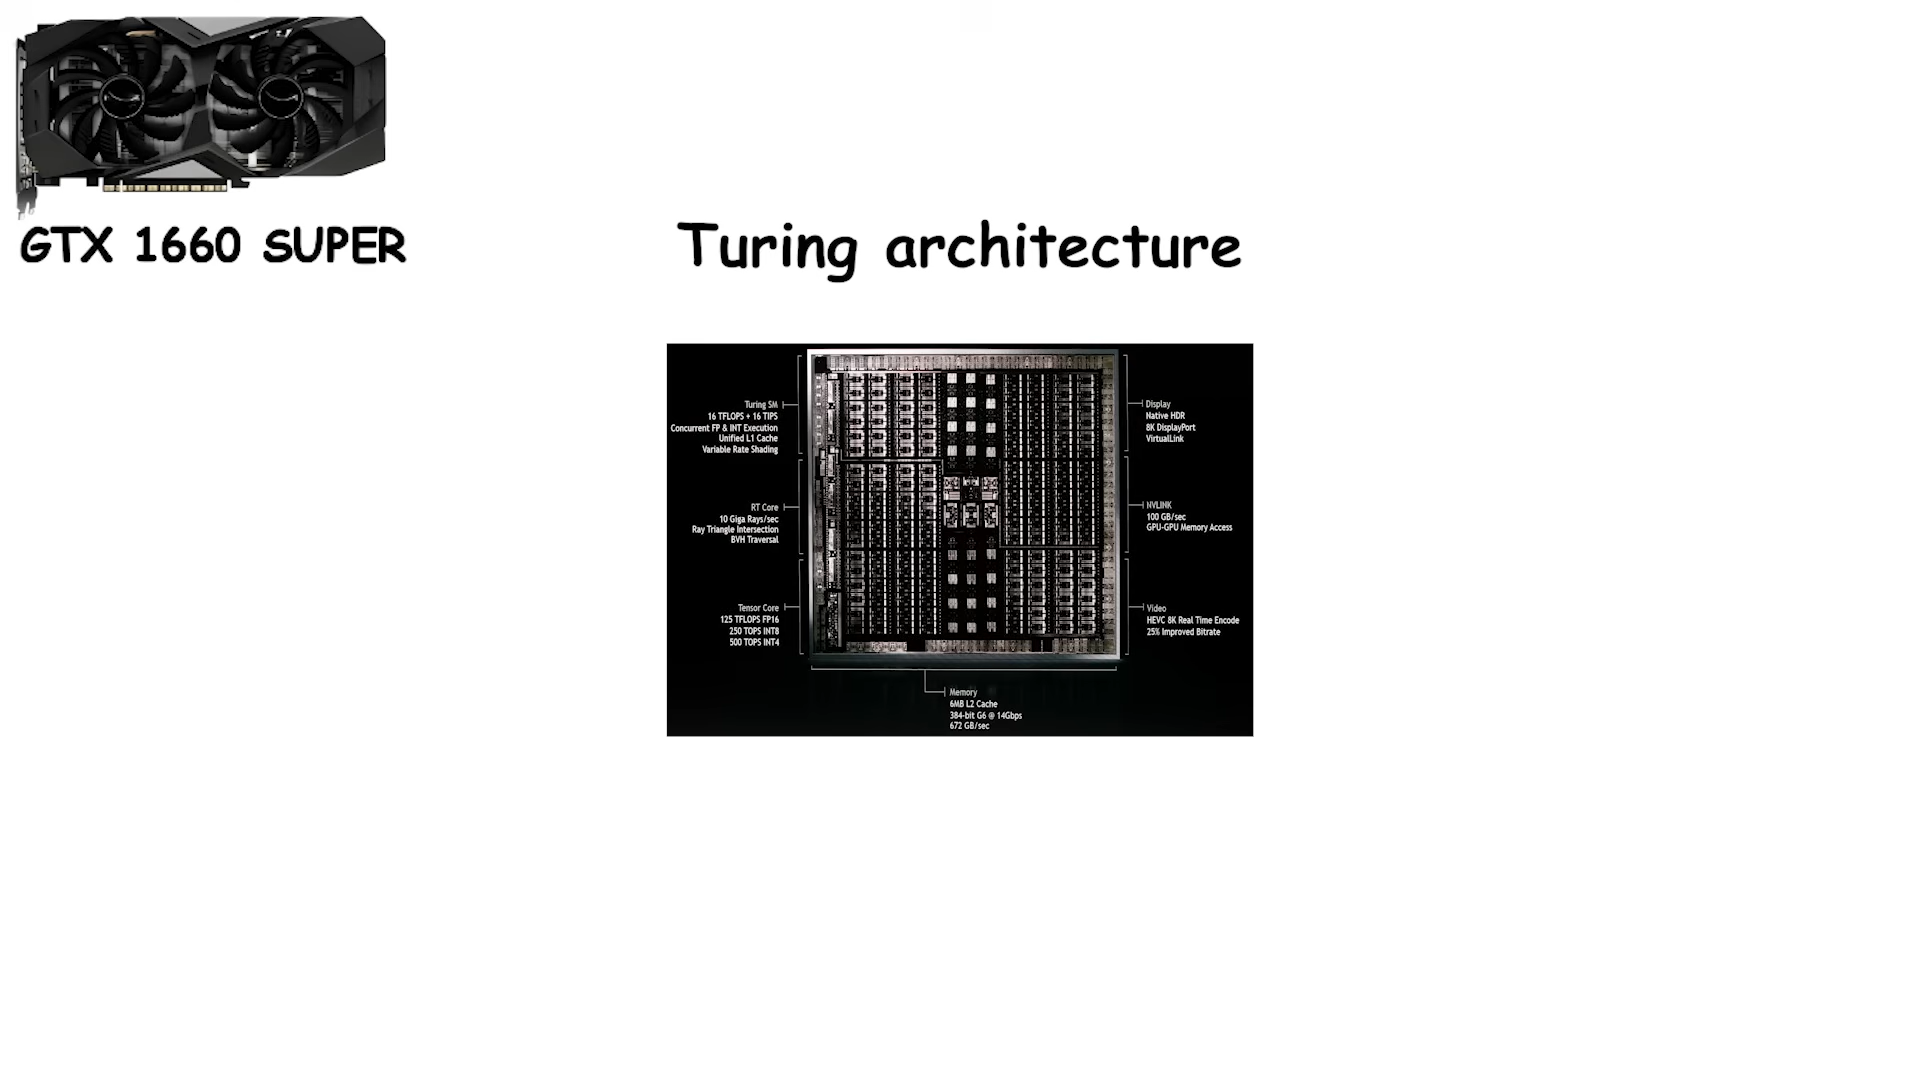 GTX 1660 SUPER
Turing architecture
Turing SM
16 TFLOPS + 16 TIPS
Concurrent FP & INT Execution
Unified L1 Cache
Variable Rate Shading
RT Core
10 Giga Rays/sec
Ray Triangle Intersection
BVH Traversal
Tensor Core
125 TFLOPS FP16
250 TOPS INT8
500 TOPS INT4
Display
Native HDR
8K DisplayPort
VirtualLink
NVLINK
100 GB/sec
GPU-GPU Memory Access
Video
HEVC 8K Real Time Encode
25% Improved Bitrate
Memory
6MB L2 Cache
384-bit G6 @ 14Gbps
672 GB/sec